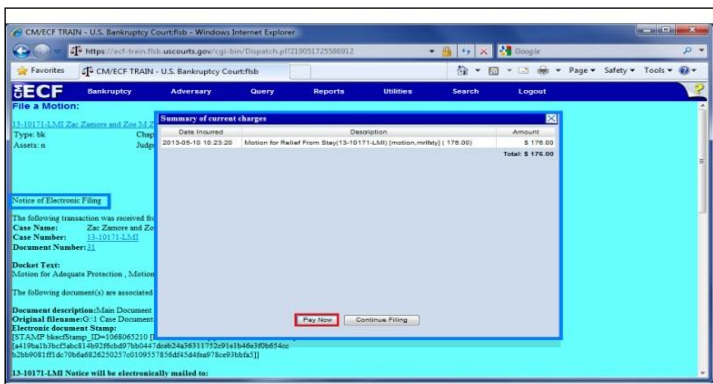 CM/ECF TRAIN - U.S. Bankruptcy Court:flsb - Windows Internet Explorer
https://ecf-train.flsb.uscourts.gov/cgi-bin/Dispatch.pl?219051725586912
Google
Favorites CM/ECF TRAIN - U.S. Bankruptcy Court:flsb Page Safety Tools
ECF Bankruptcy Adversary Query Reports Utilities Search Logout ?
File a Motion:
13-10171-LMI Zac Zamore and Zoe M Z
Type: bk Chap
Assets: n Judge
Summary of current charges
Date Incurred Description Amount
2013-05-10 10:23:20 Motion for Relief From Stay(13-10171-LMI) [motion,mrlfsty] ( 176.00) $ 176.00
Total: $ 176.00
Pay Now Continue Filing
Notice of Electronic Filing
The following transaction was received fro
Case Name: Zac Zamore and Zo
Case Number: 13-10171-LMI
Document Number: 31
Docket Text:
Motion for Adequate Protection , Motion
The following document(s) are associated
Document description:Main Document
Original filename:G:\1 Case Document
Electronic document Stamp:
[STAMP bkecfStamp_ID=1068065210 [
13-10171-LMI Notice will be electronically mailed to: